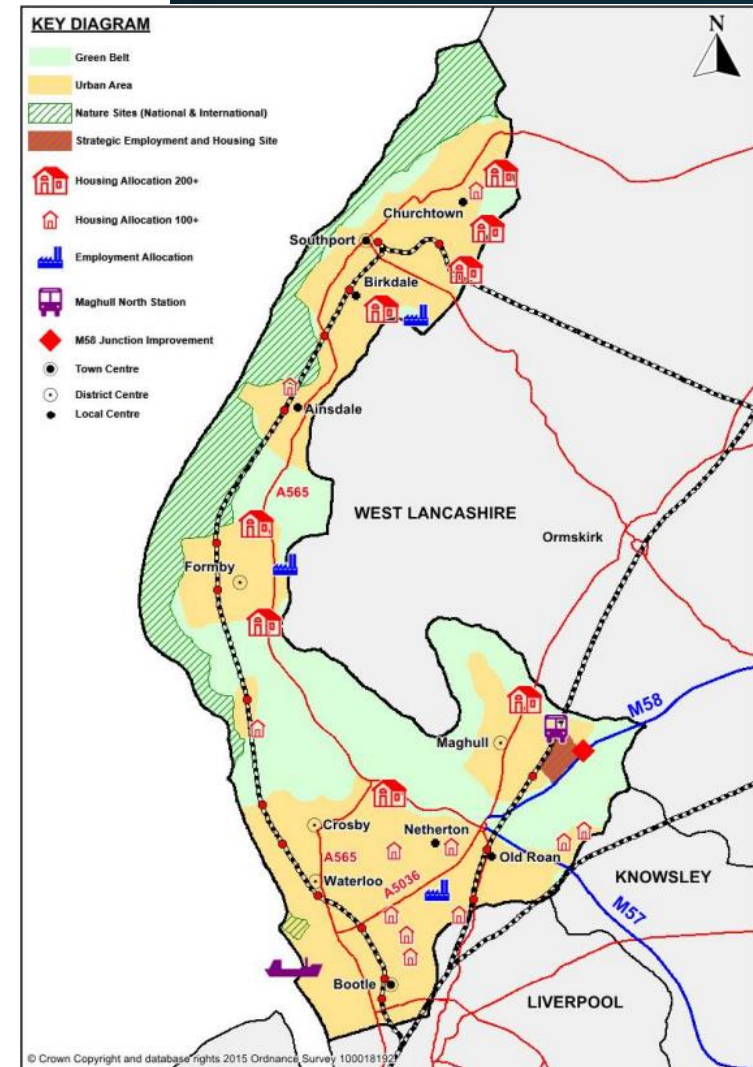 KEY DIAGRAM
Green Belt
Urban Area
Nature Sites (National & International)
Strategic Employment and Housing Site
Housing Allocation 200+
Housing Allocation 100+
Employment Allocation
Maghull North Station
M58 Junction Improvement
Town Centre
District Centre
Local Centre
N
Churchtown
Southport
Birkdale
Ainsdale
A565
WEST LANCASHIRE
Ormskirk
Formby
M58
Maghull
Crosby
Netherton
A565
Old Roan
A5036
Waterloo
KNOWSLEY
M57
Bootle
LIVERPOOL
© Crown Copyright and database rights 2015 Ordnance Survey 100018192